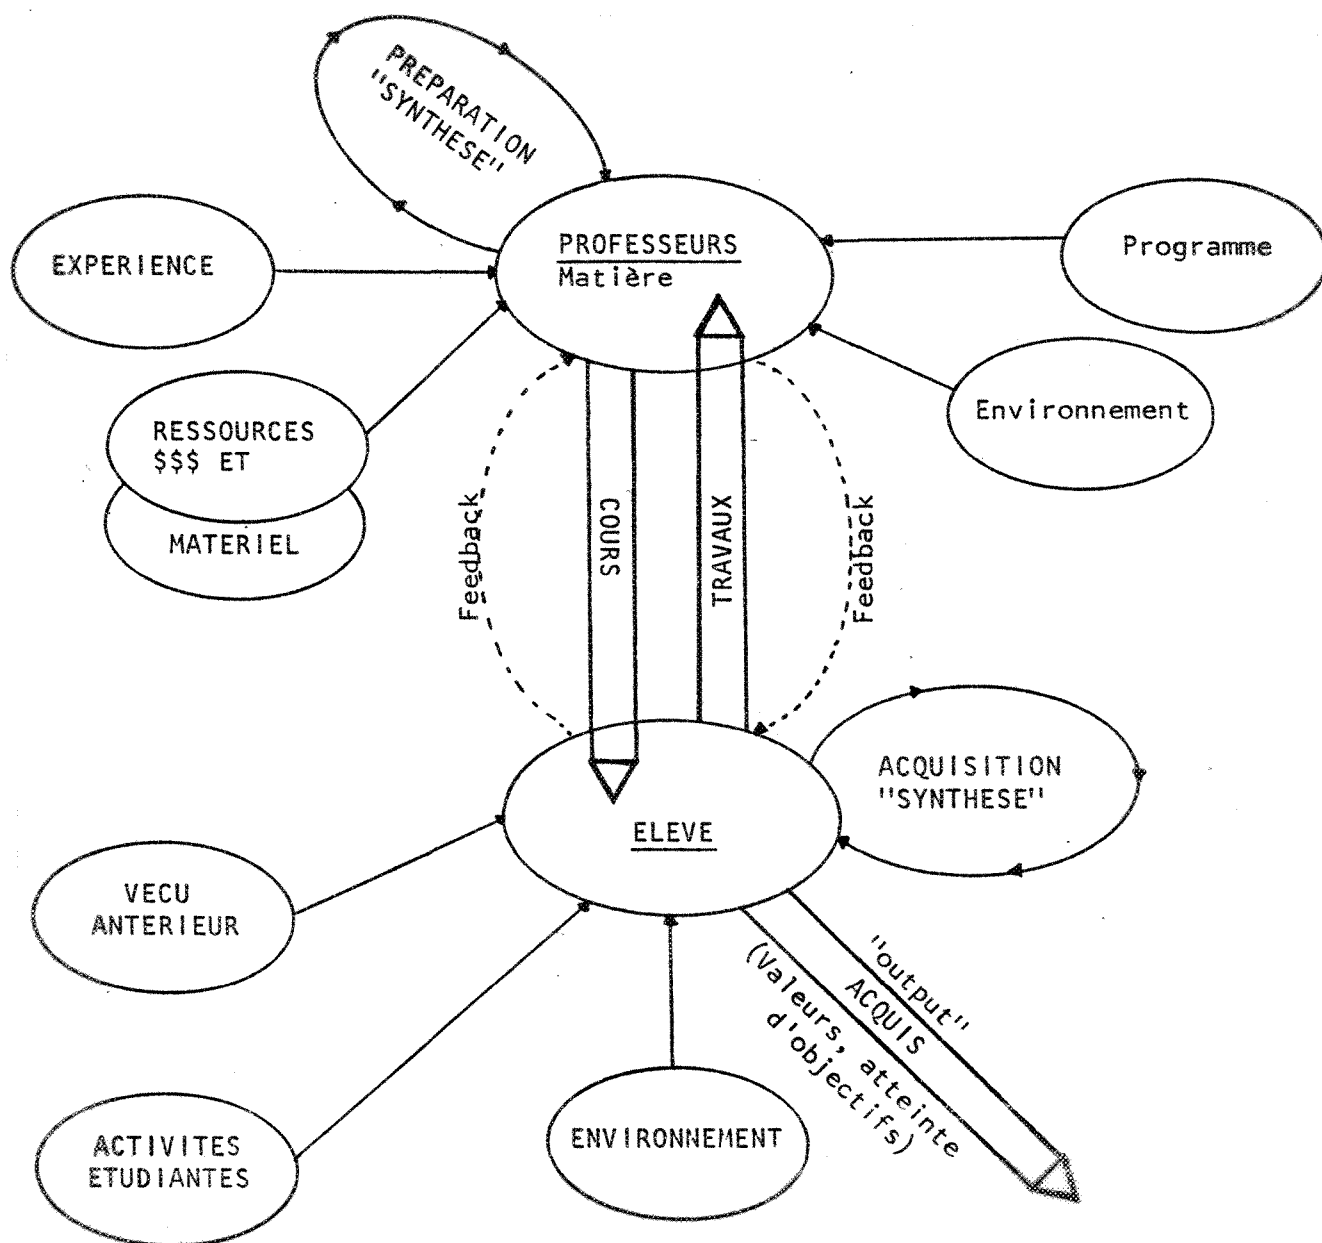 PREPARATION
"SYNTHESE"
PROFESSEURS
Matière
EXPERIENCE
Programme
Environnement
RESSOURCES
$$$ ET
MATERIEL
Feedback
COURS
TRAVAUX
Feedback
ACQUISITION
"SYNTHESE"
ELEVE
VECU
ANTERIEUR
"output"
ACQUIS
(Valeurs, atteinte
d'objectifs)
ENVIRONNEMENT
ACTIVITES
ETUDIANTES